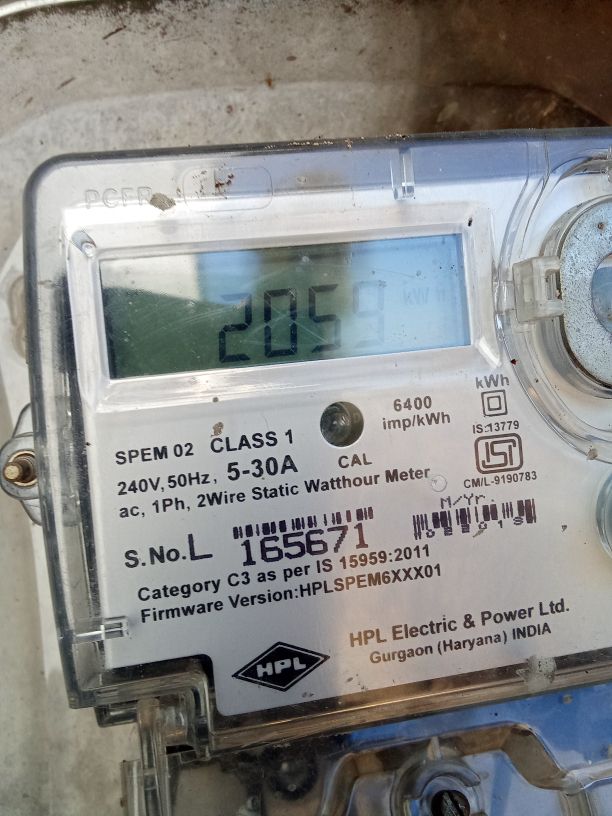 2059
kWh
SPEM 02 CLASS 1
6400
imp/kWh
kWh
IS:13779
240V, 50Hz, 5-30A
CAL
ISI
CM/L-9190783
ac, 1Ph, 2Wire Static Watthour Meter
M/Yr.
S.No. L 165671
Category C3 as per IS 15959:2011
Firmware Version:HPLSPEM6XXX01
HPL
HPL Electric & Power Ltd.
Gurgaon (Haryana) INDIA